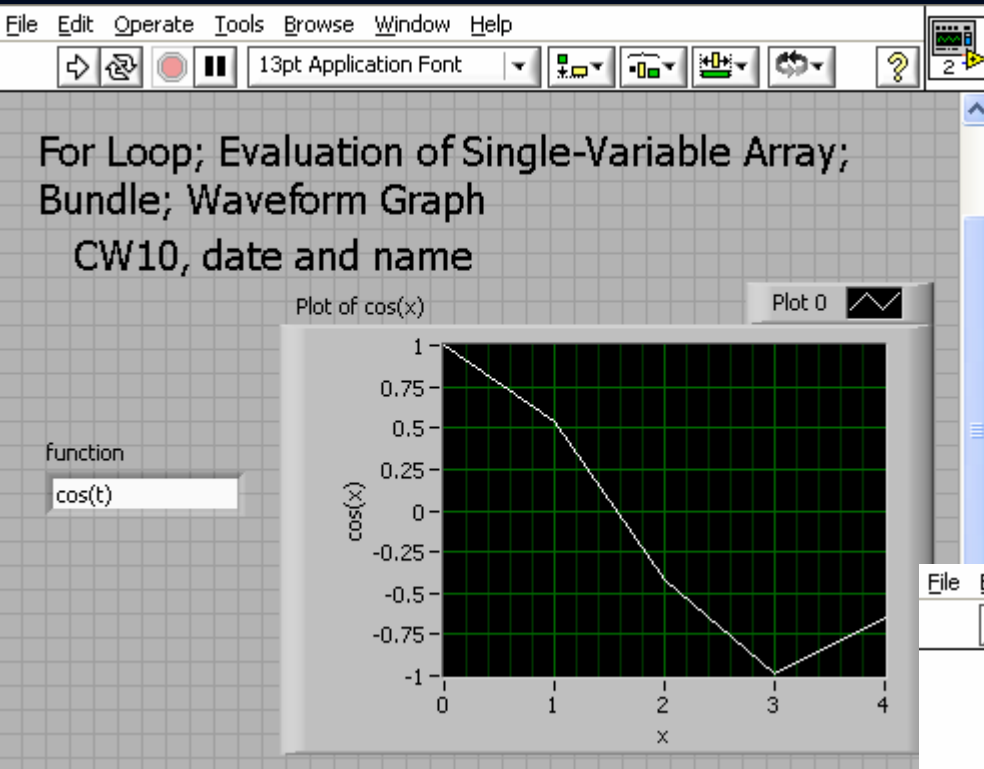 File Edit Operate Tools Browse Window Help
13pt Application Font
2
For Loop; Evaluation of Single-Variable Array;
Bundle; Waveform Graph
CW10, date and name
Plot of cos(x)
Plot 0
function
cos(t)
cos(x)
1
0.75
0.5
0.25
0
-0.25
-0.5
-0.75
-1
0 1 2 3 4
x
File